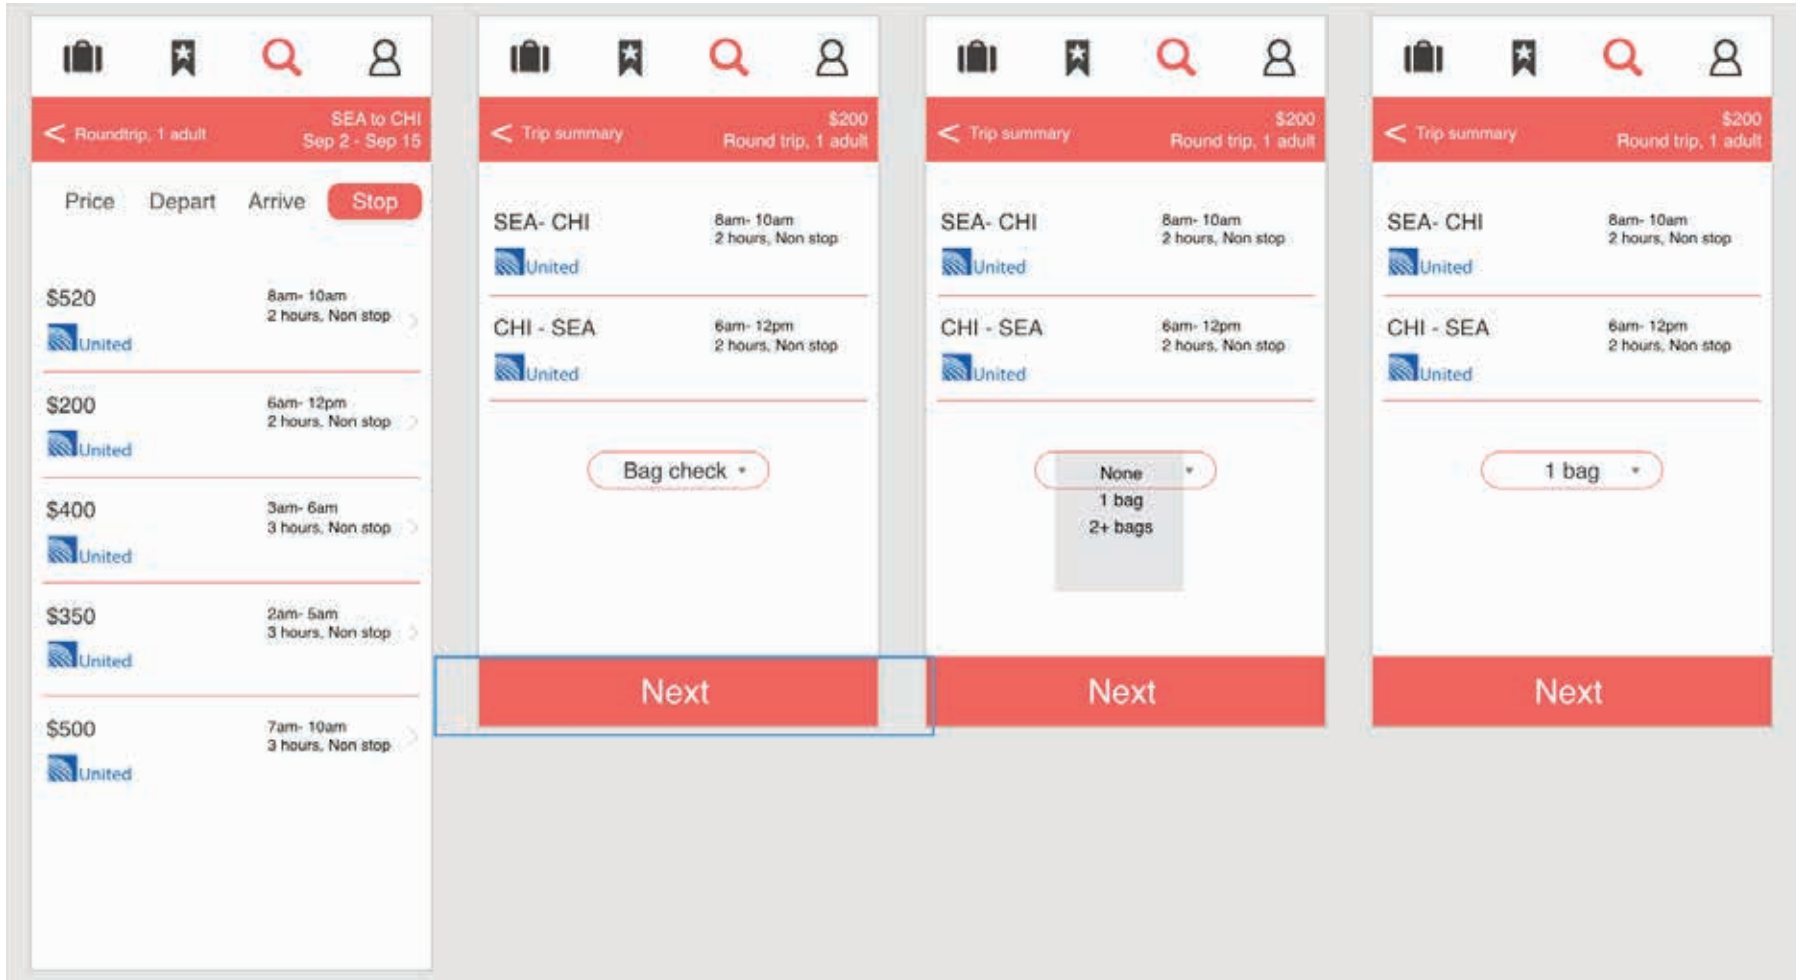 < Roundtrip, 1 adult
SEA to CHI
Sep 2 - Sep 15
Price Depart Arrive Stop
$520
8am- 10am
2 hours, Non stop
United
$200
6am- 12pm
2 hours, Non stop
United
$400
3am- 6am
3 hours, Non stop
United
$350
2am- 5am
3 hours, Non stop
United
$500
7am- 10am
3 hours, Non stop
United
< Trip summary
$200
Round trip, 1 adult
SEA- CHI
8am- 10am
2 hours, Non stop
United
CHI - SEA
6am- 12pm
2 hours, Non stop
United
Bag check
Next
< Trip summary
$200
Round trip, 1 adult
SEA- CHI
8am- 10am
2 hours, Non stop
United
CHI - SEA
6am- 12pm
2 hours, Non stop
United
None
1 bag
2+ bags
Next
< Trip summary
$200
Round trip, 1 adult
SEA- CHI
8am- 10am
2 hours, Non stop
United
CHI - SEA
6am- 12pm
2 hours, Non stop
United
1 bag
Next